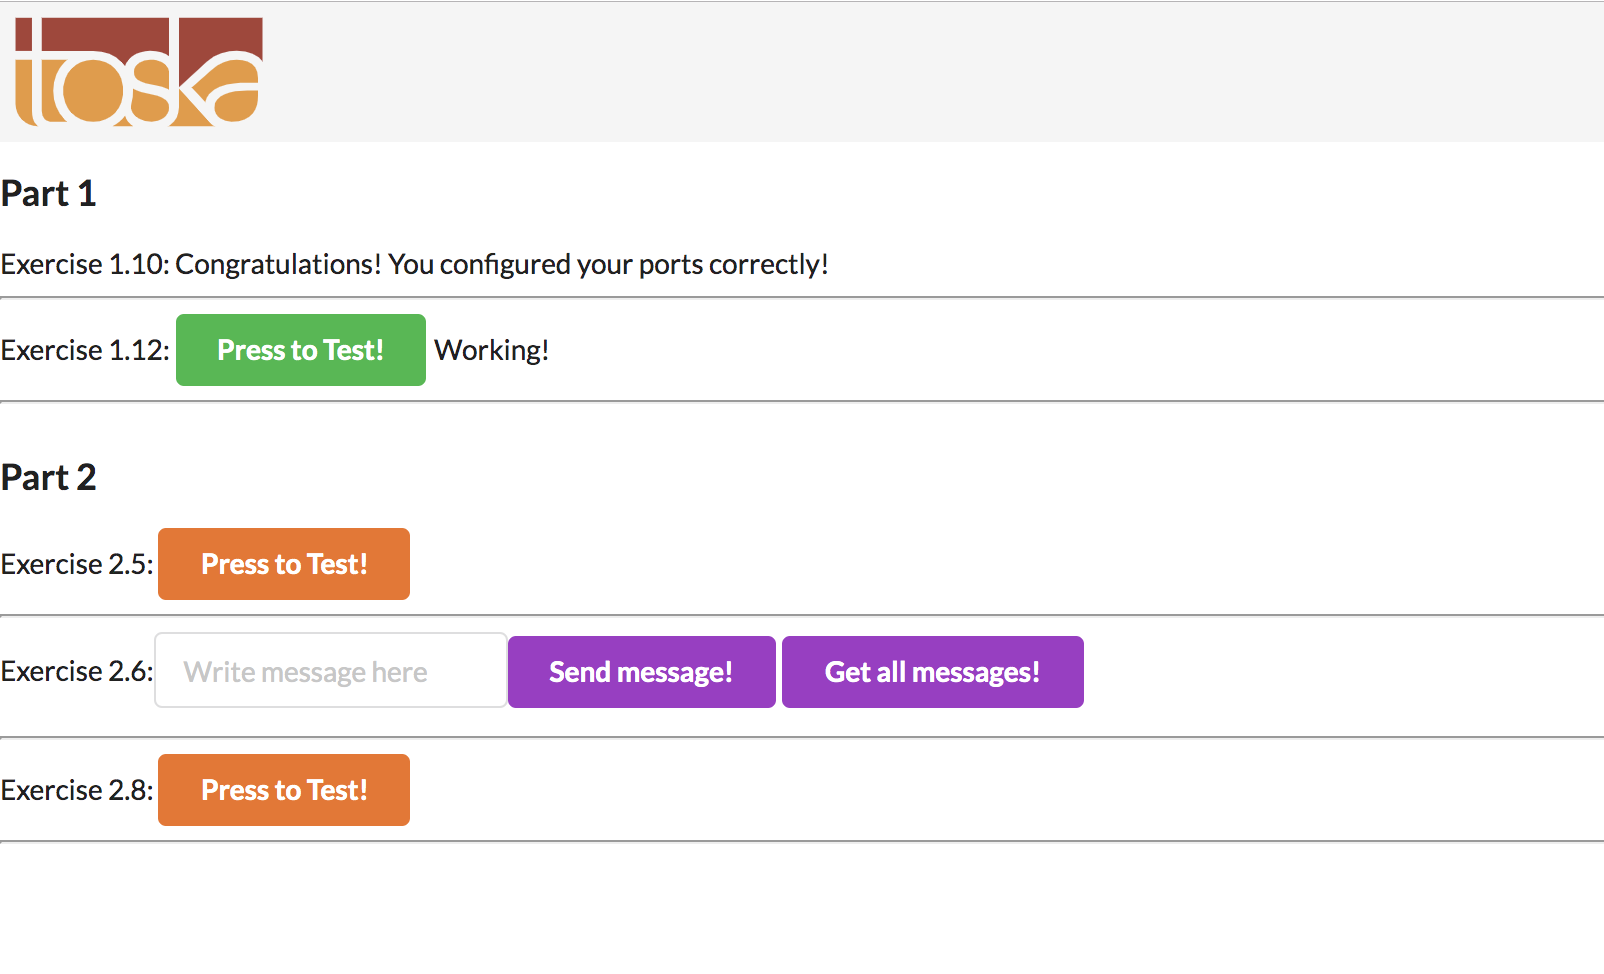 toska
Part 1
Exercise 1.10: Congratulations! You configured your ports correctly!
Exercise 1.12: Press to Test! Working!
Part 2
Exercise 2.5: Press to Test!
Exercise 2.6: Write message here Send message! Get all messages!
Exercise 2.8: Press to Test!